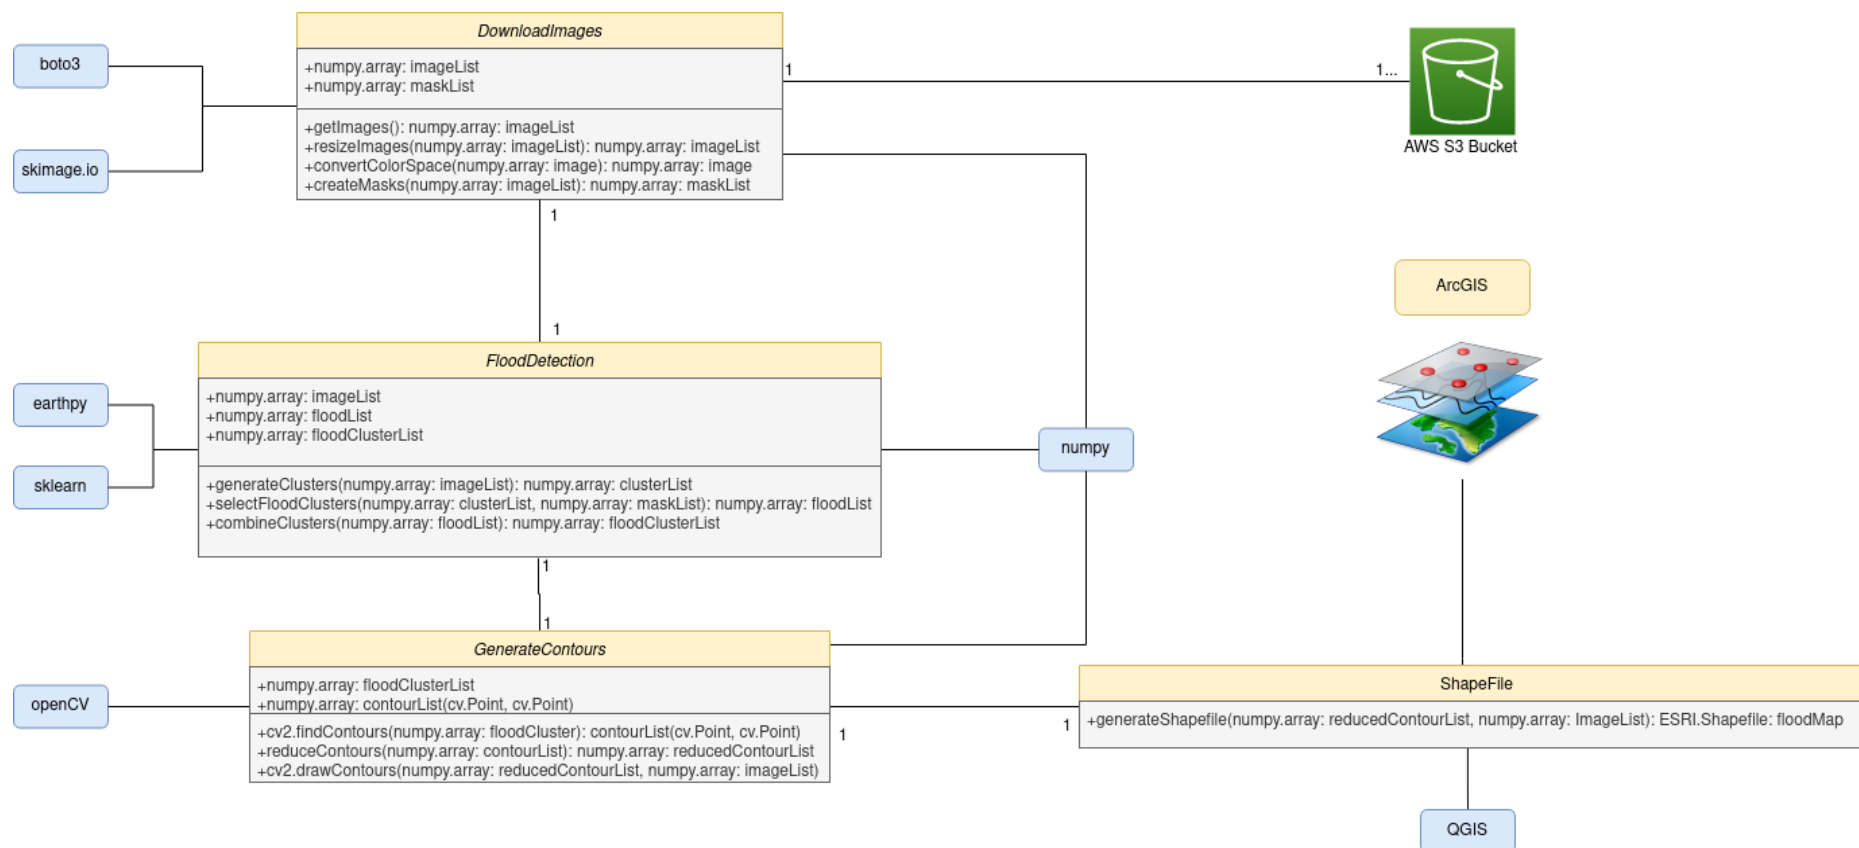 DownloadImages
boto3
+numpy.array: imageList
+numpy.array: maskList
1
1...
+getImages(): numpy.array: imageList
+resizeImages(numpy.array: imageList): numpy.array: imageList
+convertColorSpace(numpy.array: image): numpy.array: image
+createMasks(numpy.array: imageList): numpy.array: maskList
skimage.io
AWS S3 Bucket
1
ArcGIS
1
FloodDetection
earthpy
+numpy.array: imageList
+numpy.array: floodList
+numpy.array: floodClusterList
numpy
sklearn
+generateClusters(numpy.array: imageList): numpy.array: clusterList
+selectFloodClusters(numpy.array: clusterList, numpy.array: maskList): numpy.array: floodList
+combineClusters(numpy.array: floodList): numpy.array: floodClusterList
1
1
GenerateContours
openCV
+numpy.array: floodClusterList
+numpy.array: contourList(cv.Point, cv.Point)
+cv2.findContours(numpy.array: floodCluster): contourList(cv.Point, cv.Point)
+reduceContours(numpy.array: contourList): numpy.array: reducedContourList
+cv2.drawContours(numpy.array: reducedContourList, numpy.array: imageList)
1
1
ShapeFile
+generateShapefile(numpy.array: reducedContourList, numpy.array: ImageList): ESRI.Shapefile: floodMap
QGIS